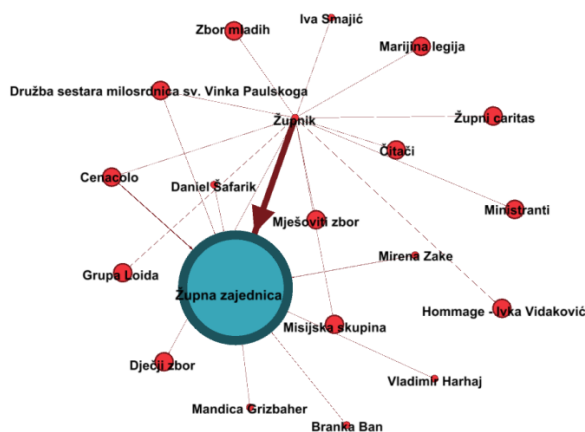 Iva Smajić
Zbor mladih
Marijina legija
Družba sestara milosrdnica sv. Vinka Paulskoga
Župnik
Župni caritas
Čitači
Cenacolo
Daniel Šafarik
Ministranti
Mješoviti zbor
Mirena Zake
Grupa Loida
Župna zajednica
Hommage - Ivka Vidaković
Misijska skupina
Dječji zbor
Vladimir Harhaj
Mandica Grizbaher
Branka Ban